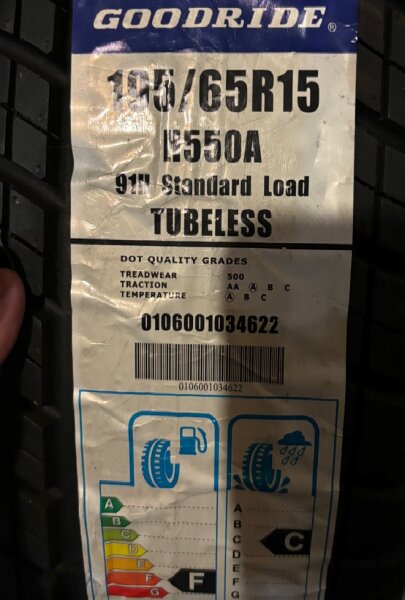 GOODRIDE®
195/65R15
H550A
91H Standard Load
TUBELESS
DOT QUALITY GRADES
TREADWEAR : 500
TRACTION : AA A B C
TEMPERATURE : A B C
0106001034622
0106001034622
A
B
C
D
E
F
G
F
A
B
C
D
E
F
G
C